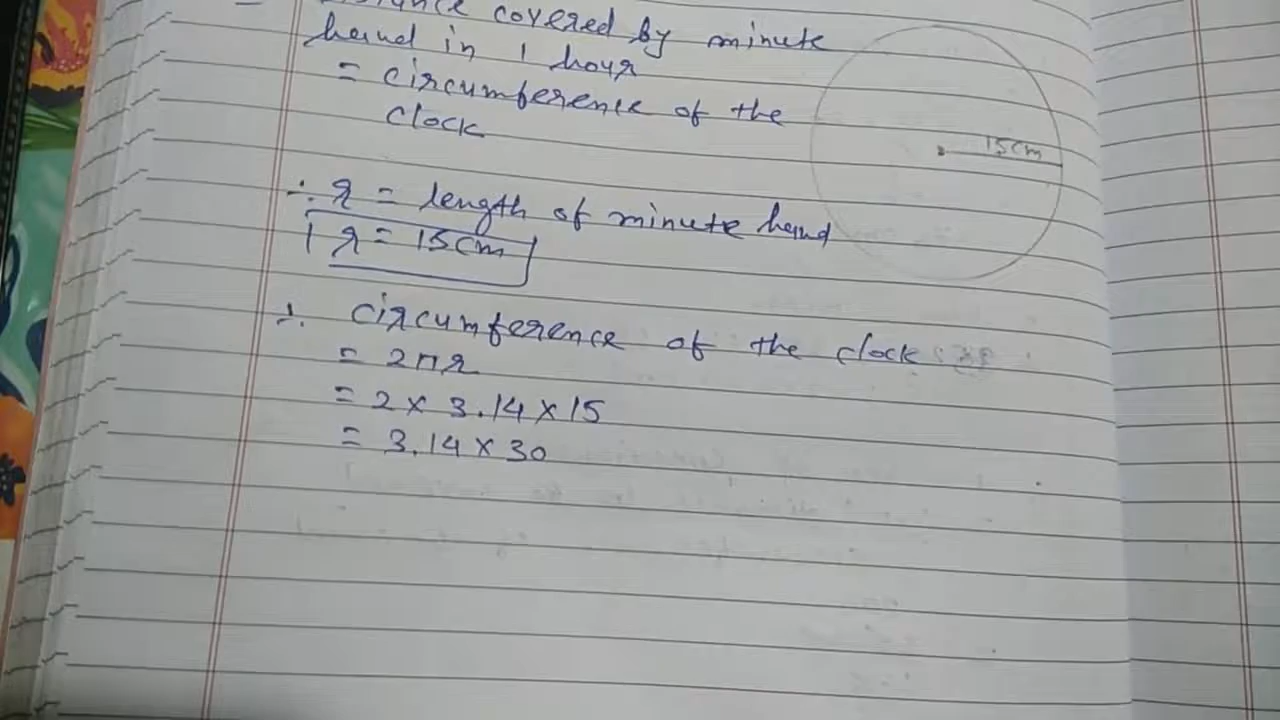 = Distance covered by minute
hand in 1 hour
= circumference of the
clock
15cm
∴ r = length of minute hand
r = 15cm
∴ circumference of the clock
= 2πr
= 2 x 3.14 x 15
= 3.14 x 30